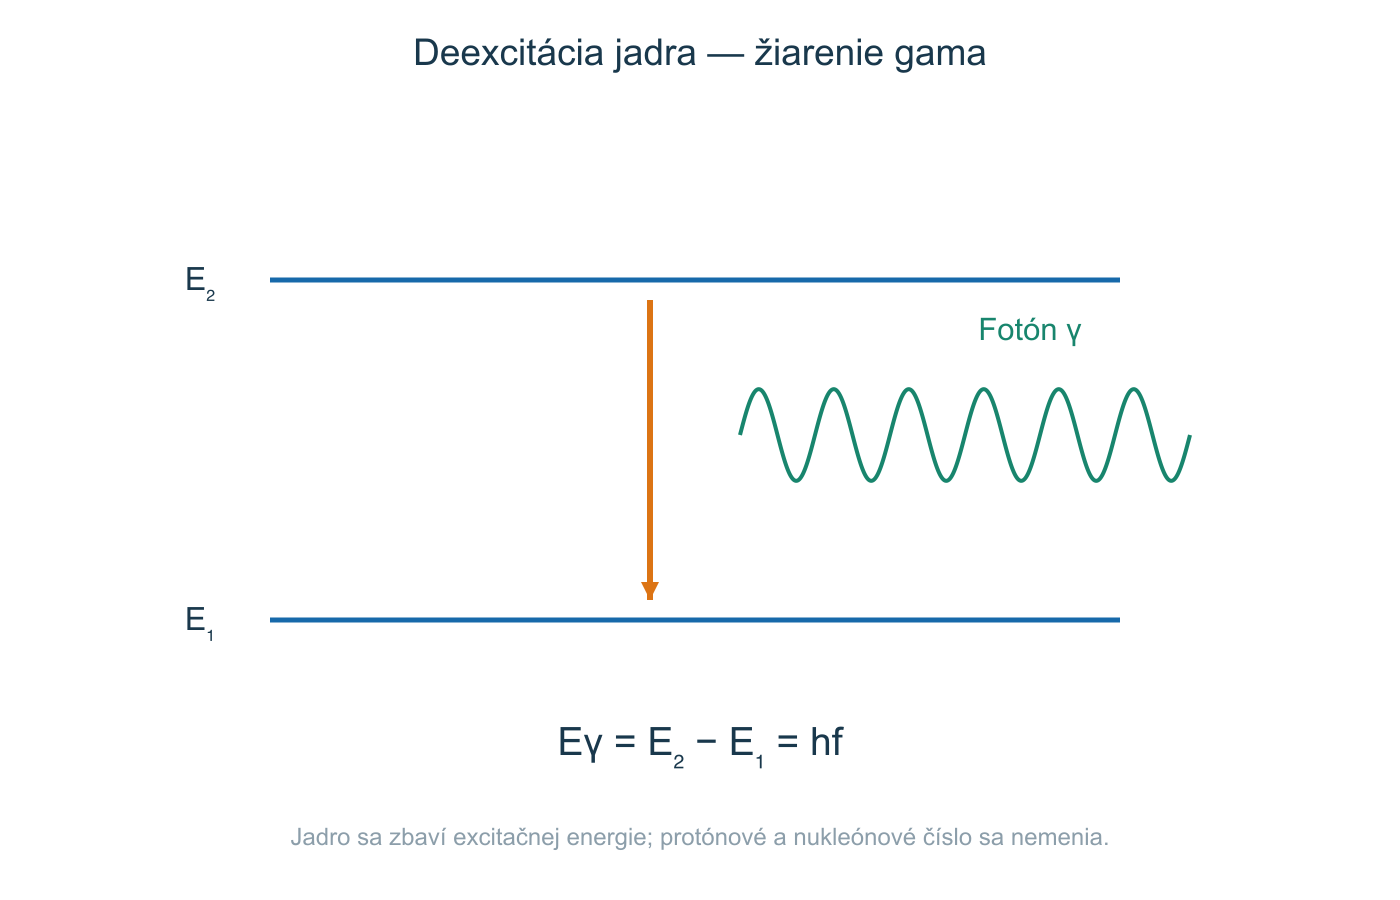 Deexcitácia jadra — žiarenie gama
E₂
Fotón γ
E₁
Eγ = E₂ − E₁ = hf
Jadro sa zbaví excitačnej energie; protónové a nukleónové číslo sa nemenia.